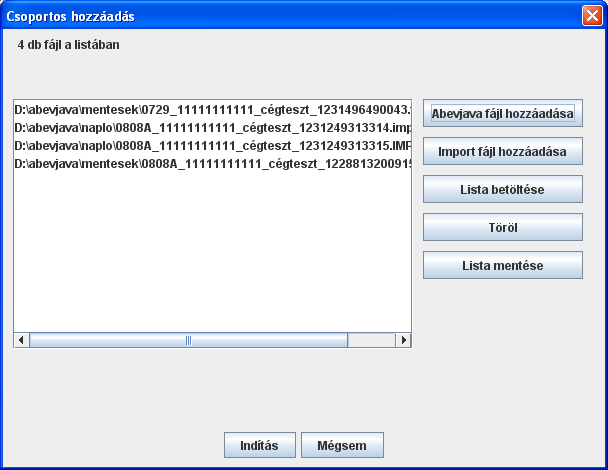 Csoportos hozzáadás
4 db fájl a listában
D:\abevjava\mentesek\0729_11111111111_cégteszt_1231496490043.
D:\abevjava\naplo\0808A_11111111111_cégteszt_1231249313314.imp
D:\abevjava\naplo\0808A_11111111111_cégteszt_1231249313315.IMP
D:\abevjava\mentesek\0808A_11111111111_cégteszt_1228813200915
Abevjava fájl hozzáadása
Import fájl hozzáadása
Lista betöltése
Töröl
Lista mentése
Indítás
Mégsem